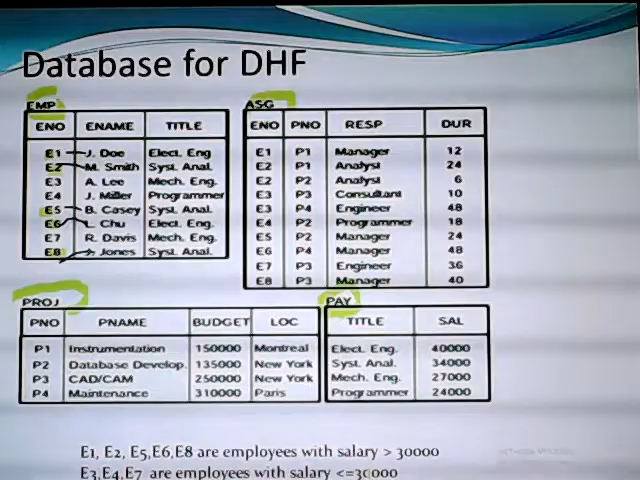 Database for DHF
EMP
ENO ENAME TITLE
E1 J. Doe Elect. Eng
E2 M. Smith Syst. Anal.
E3 A. Lee Mech. Eng.
E4 J. Miller Programmer
E5 B. Casey Syst. Anal.
E6 L. Chu Elect. Eng.
E7 R. Davis Mech. Eng.
E8 J. Jones Syst. Anal.
ASG
ENO PNO RESP DUR
E1 P1 Manager 12
E2 P1 Analyst 24
E2 P2 Analyst 6
E3 P3 Consultant 10
E3 P4 Engineer 48
E4 P2 Programmer 18
E5 P2 Manager 24
E6 P4 Manager 48
E7 P3 Engineer 36
E8 P3 Manager 40
PROJ
PNO PNAME BUDGET LOC
P1 Instrumentation 150000 Montreal
P2 Database Develop. 135000 New York
P3 CAD/CAM 250000 New York
P4 Maintenance 310000 Paris
PAY
TITLE SAL
Elect. Eng. 40000
Syst. Anal. 34000
Mech. Eng. 27000
Programmer 24000
E1, E2, E5,E6,E8 are employees with salary > 30000
E3,E4,E7 are employees with salary <=30000